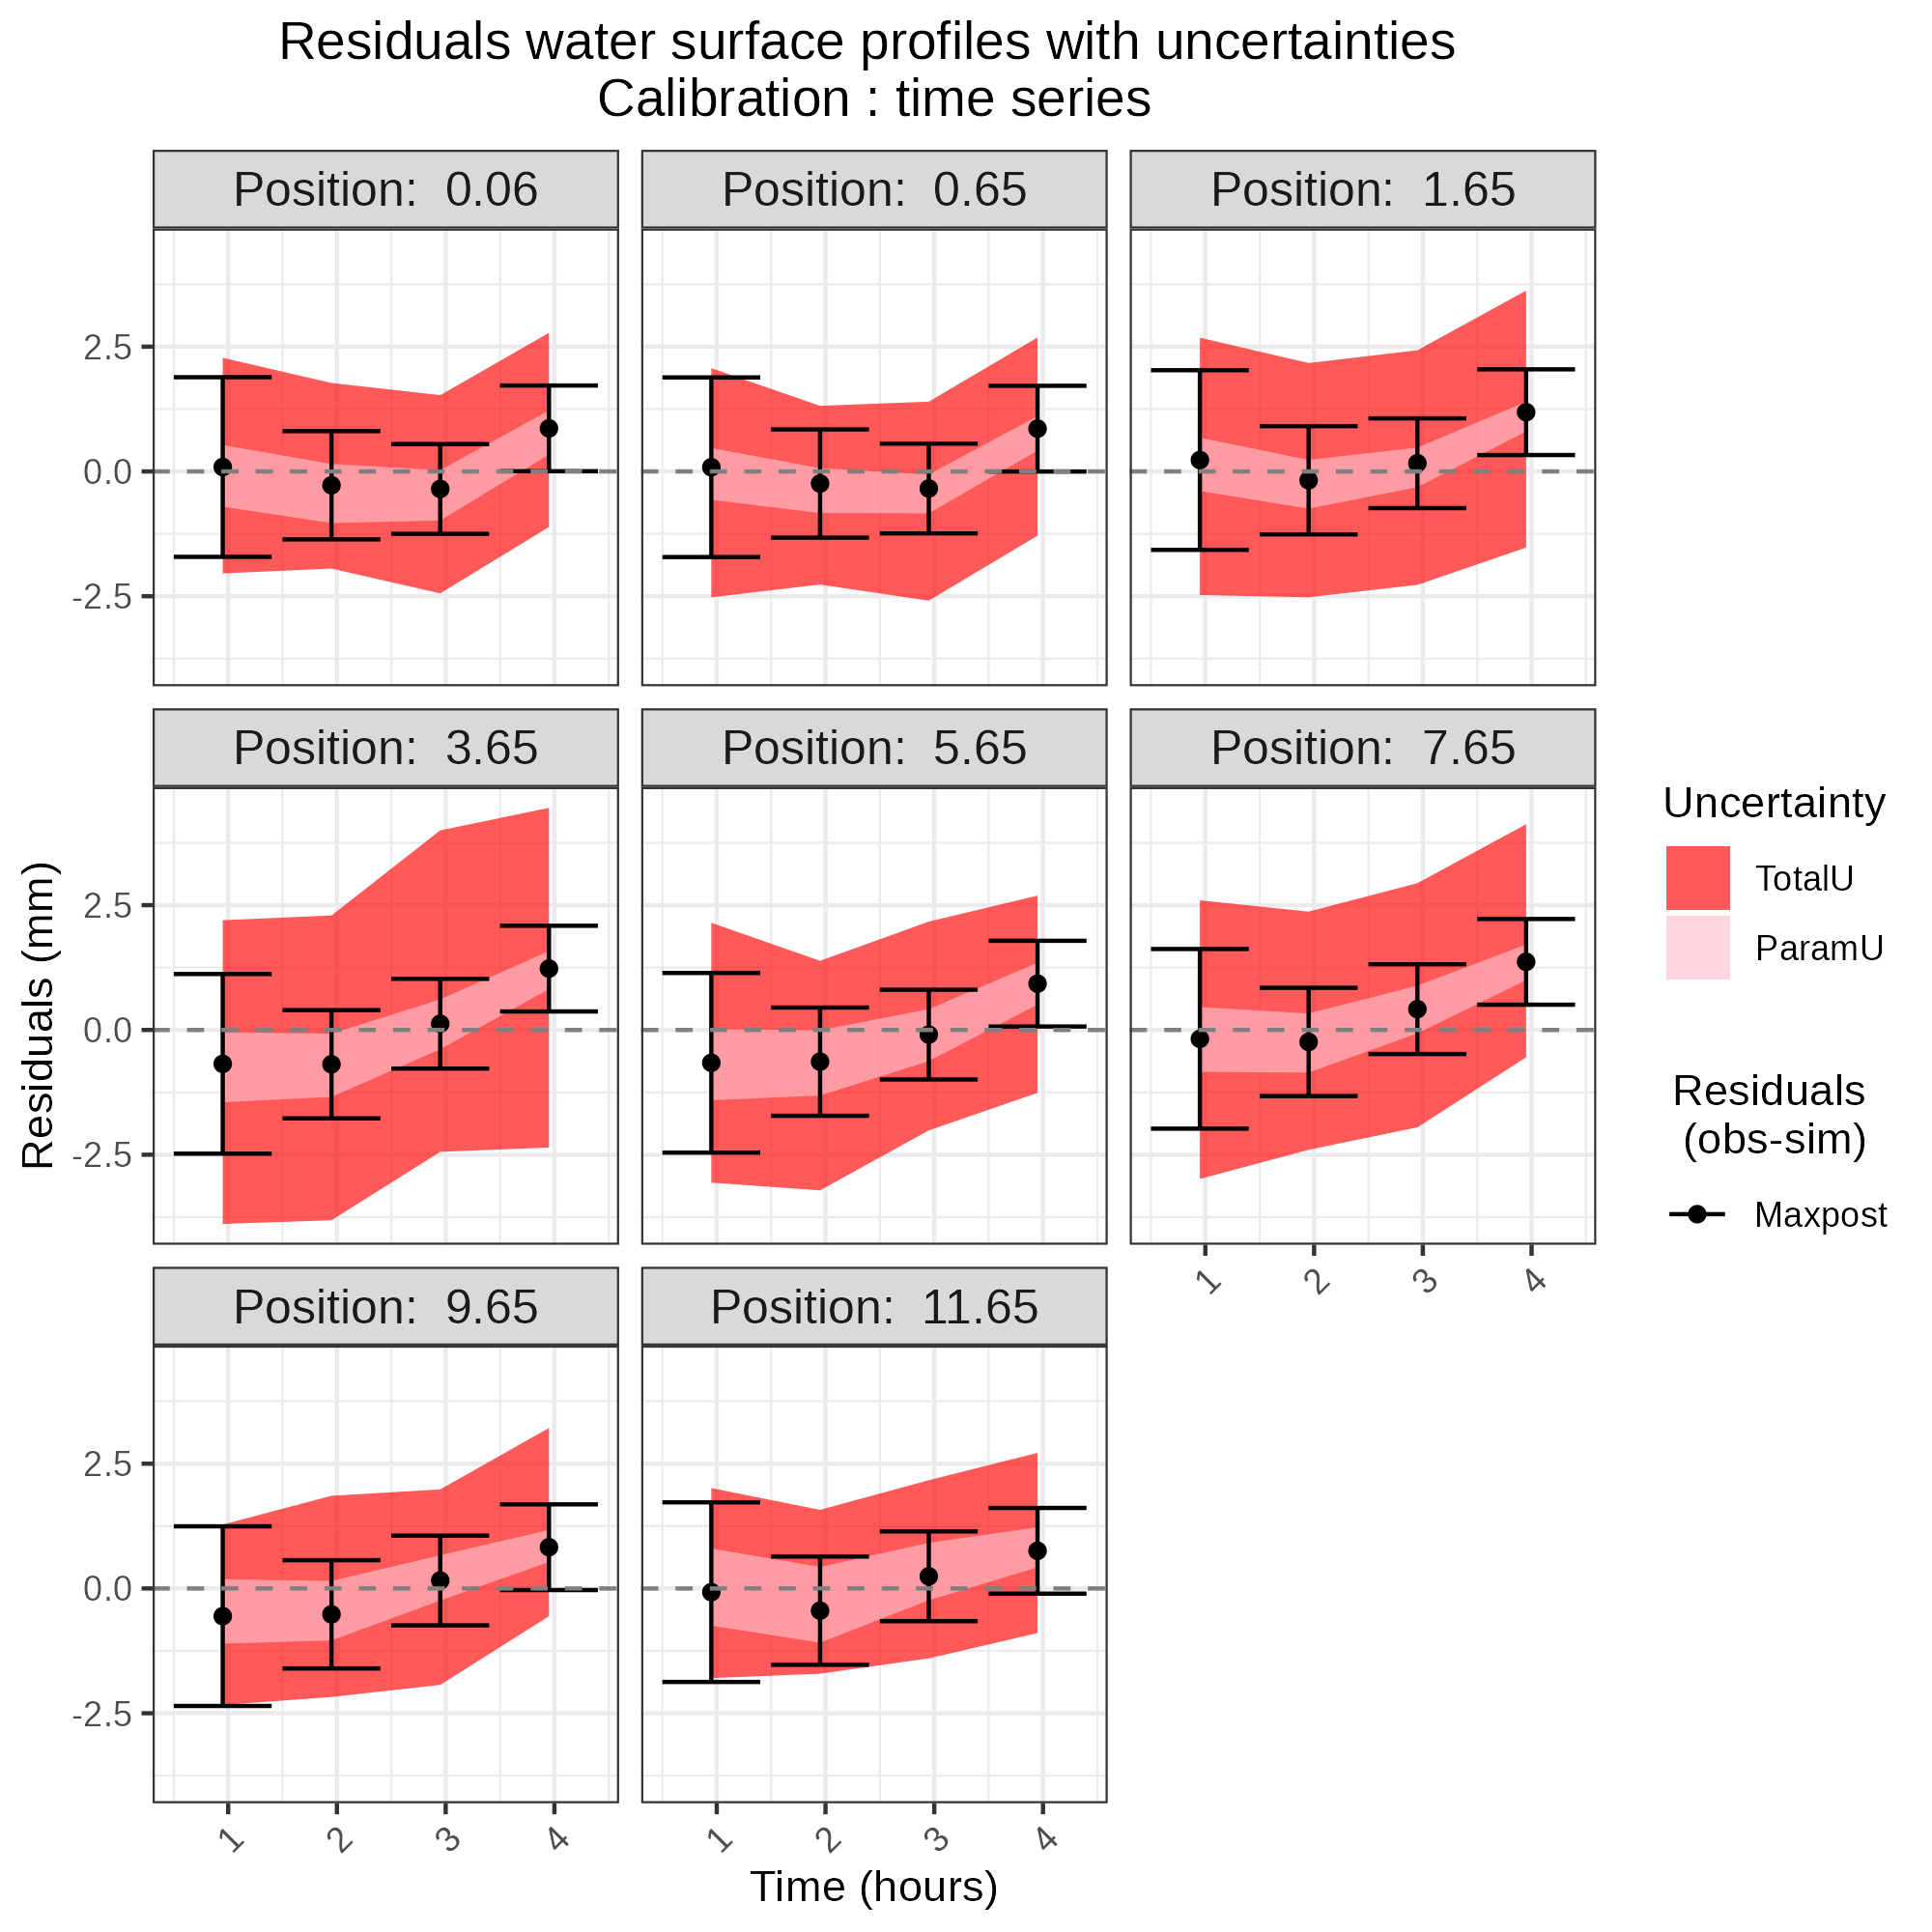 Residuals water surface profiles with uncertainties
Calibration : time series
Position:  0.06
Position:  0.65
Position:  1.65
2.5
0.0
-2.5
Position:  3.65
Position:  5.65
Position:  7.65
2.5
0.0
-2.5
1
2
3
4
Position:  9.65
Position:  11.65
2.5
0.0
-2.5
1
2
3
4
1
2
3
4
Time (hours)
Residuals (mm)
Uncertainty
TotalU
ParamU
Residuals
(obs-sim)
Maxpost